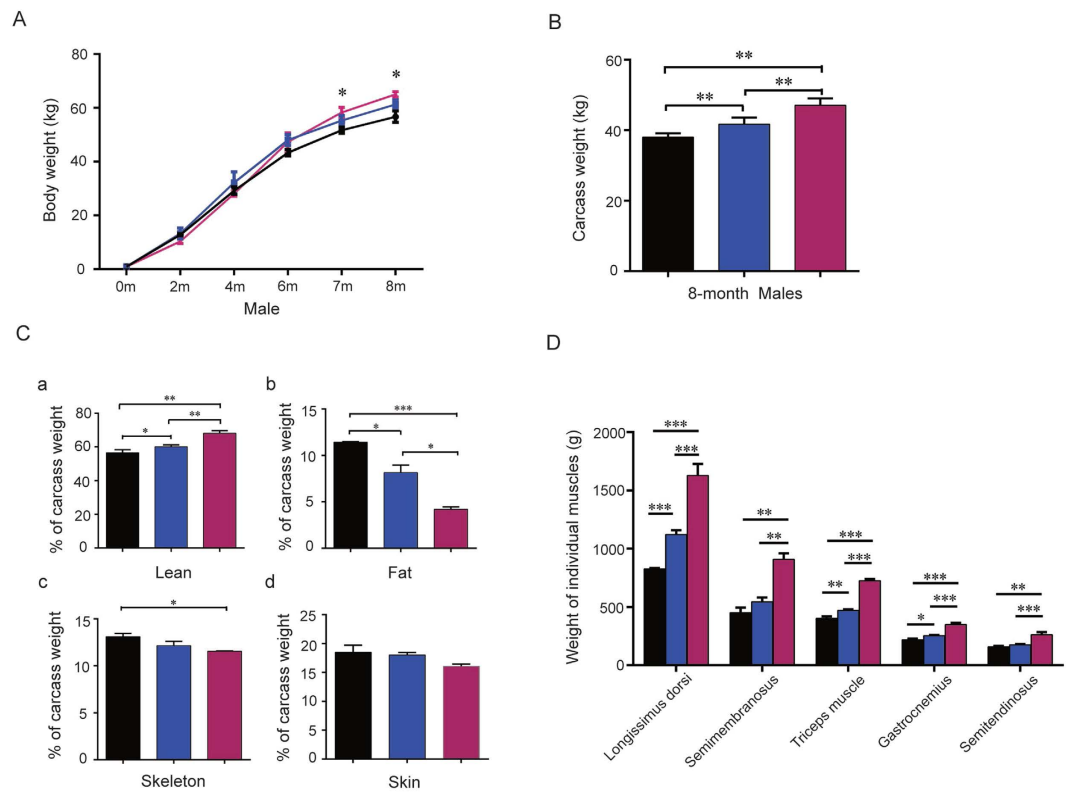 A
B
80
60
40
20
0
Body weight (kg)
*
*
0m
2m
4m
6m
7m
8m
Male
60
40
20
0
Carcass weight (kg)
**
**
**
8-month Males
C
D
a
80
60
40
20
0
% of carcass weight
**
*
**
Lean
b
15
10
5
0
% of carcass weight
***
*
*
Fat
c
15
10
5
0
% of carcass weight
*
Skeleton
d
25
20
15
10
5
0
% of carcass weight
Skin
2000
1500
1000
500
0
Weight of individual muscles (g)
***
***
***
**
**
***
***
**
***
***
*
**
***
Longissimus dorsi
Semimembranosus
Triceps muscle
Gastrocnemius
Semitendinosus